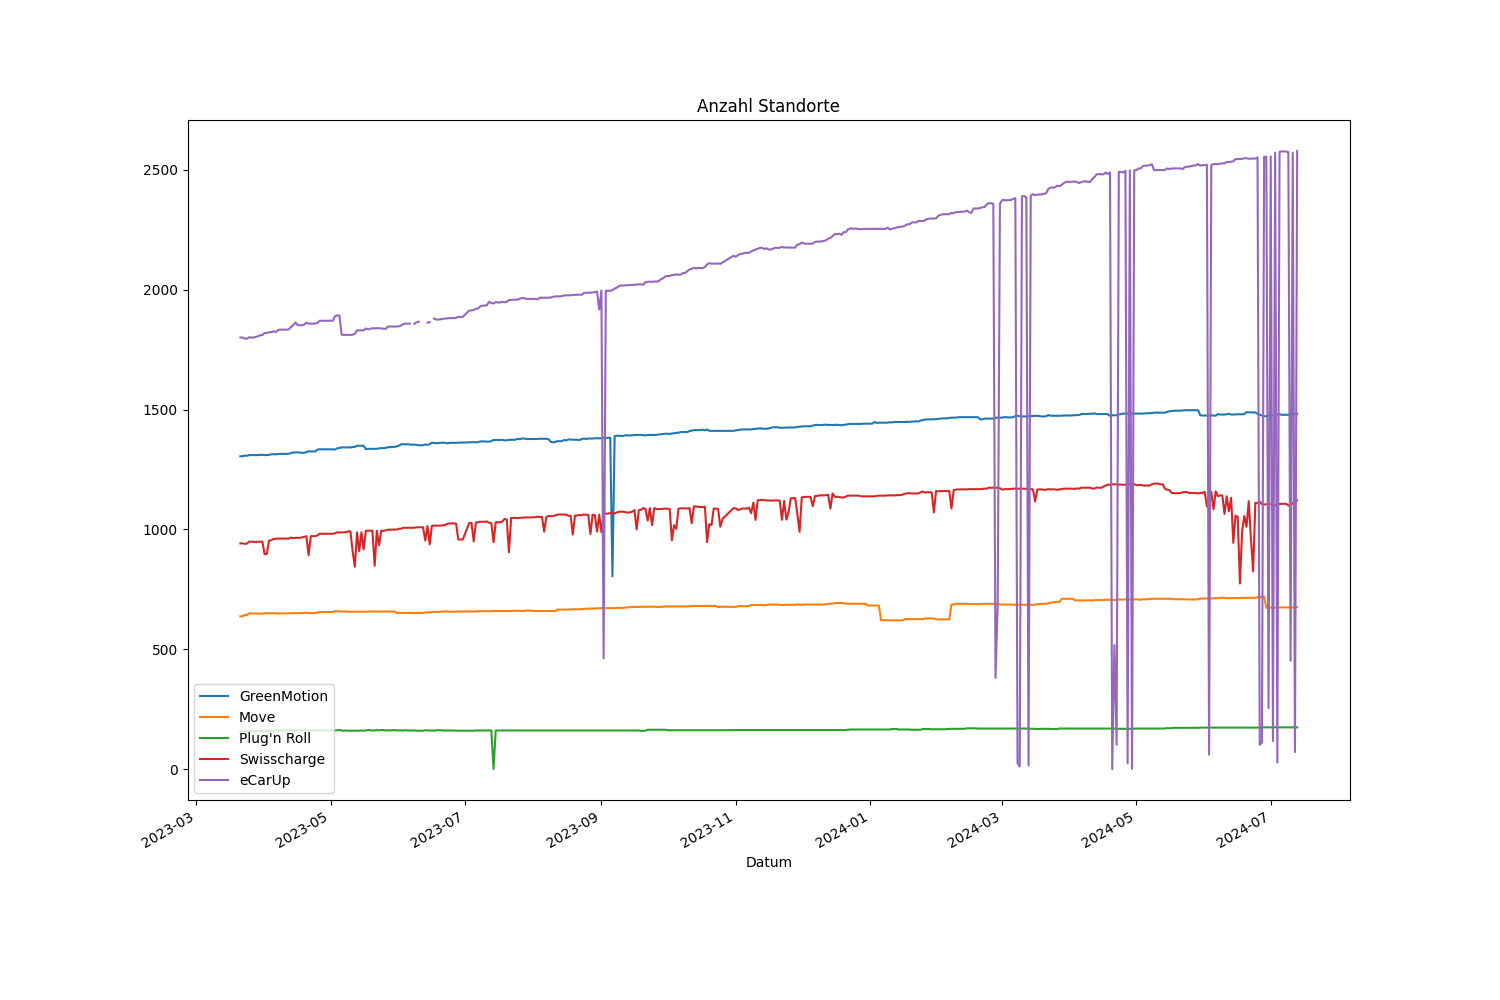 Anzahl Standorte
2500
2000
1500
1000
500
0
GreenMotion
Move
Plug'n Roll
Swisscharge
eCarUp
2023-03
2023-05
2023-07
2023-09
2023-11
2024-01
2024-03
2024-05
2024-07
Datum